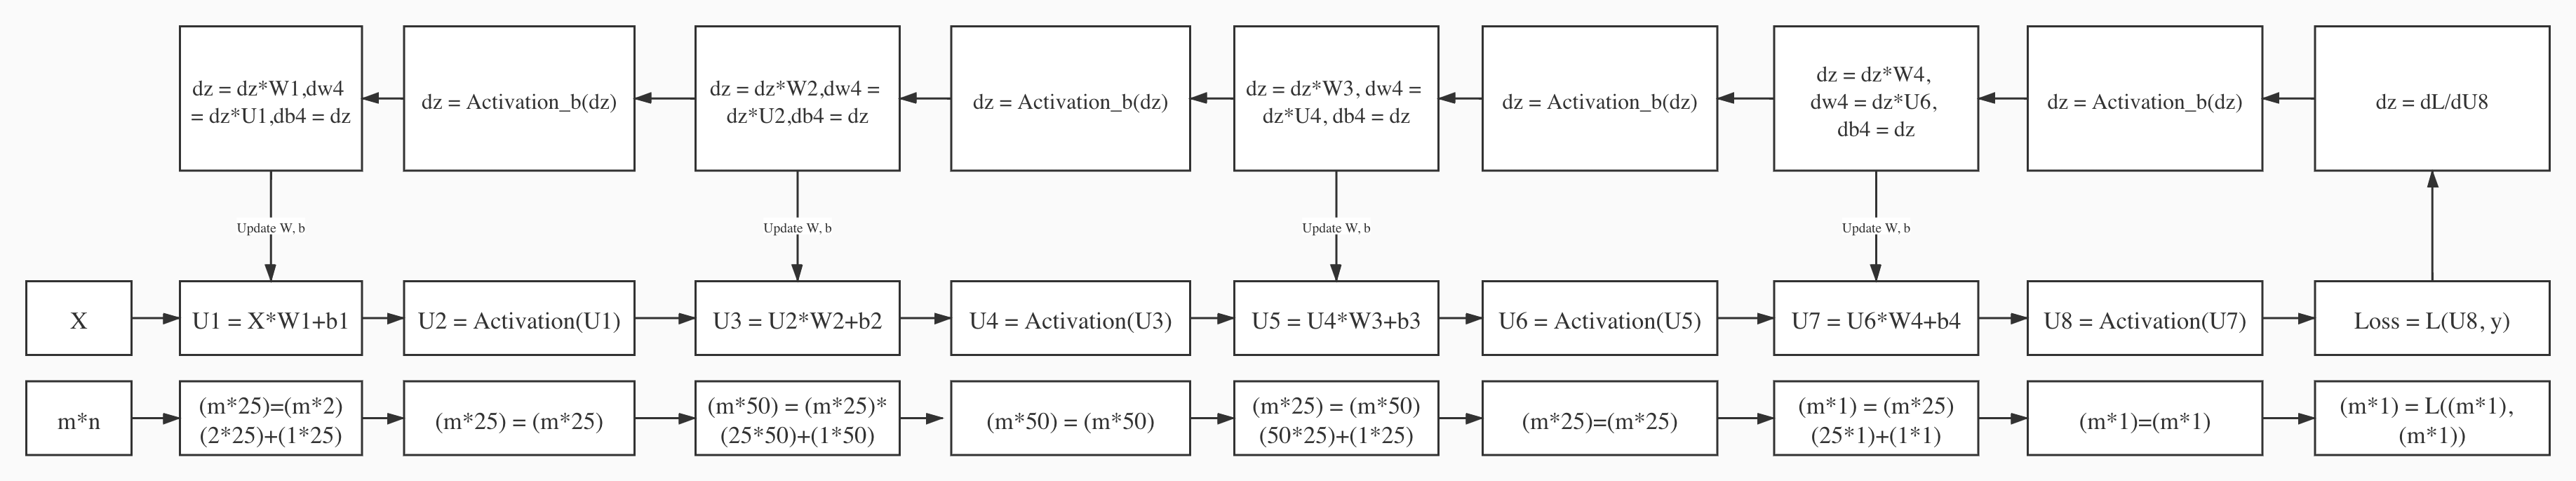 dz = dz*W1,dw4
= dz*U1,db4 = dz
dz = Activation_b(dz)
dz = dz*W2,dw4 =
dz*U2,db4 = dz
dz = Activation_b(dz)
dz = dz*W3, dw4 =
dz*U4, db4 = dz
dz = Activation_b(dz)
dz = dz*W4,
dw4 = dz*U6,
db4 = dz
dz = Activation_b(dz)
dz = dL/dU8
Update W, b
Update W, b
Update W, b
Update W, b
X
U1 = X*W1+b1
U2 = Activation(U1)
U3 = U2*W2+b2
U4 = Activation(U3)
U5 = U4*W3+b3
U6 = Activation(U5)
U7 = U6*W4+b4
U8 = Activation(U7)
Loss = L(U8, y)
m*n
(m*25)=(m*2)
(2*25)+(1*25)
(m*25) = (m*25)
(m*50) = (m*25)*
(25*50)+(1*50)
(m*50) = (m*50)
(m*25) = (m*50)
(50*25)+(1*25)
(m*25)=(m*25)
(m*1) = (m*25)
(25*1)+(1*1)
(m*1)=(m*1)
(m*1) = L((m*1),
(m*1))